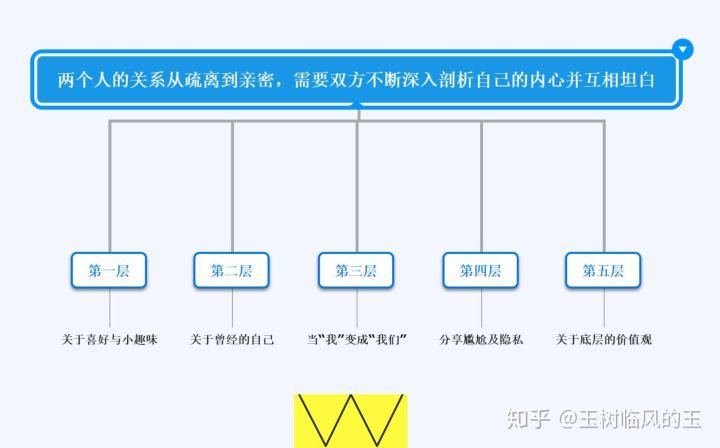 两个人的关系从疏离到亲密，需要双方不断深入剖析自己的内心并互相坦白
第一层
第二层
第三层
第四层
第五层
关于喜好与小趣味
关于曾经的自己
当“我”变成“我们”
分享尴尬及隐私
关于底层的价值观
知乎 @玉树临风的玉